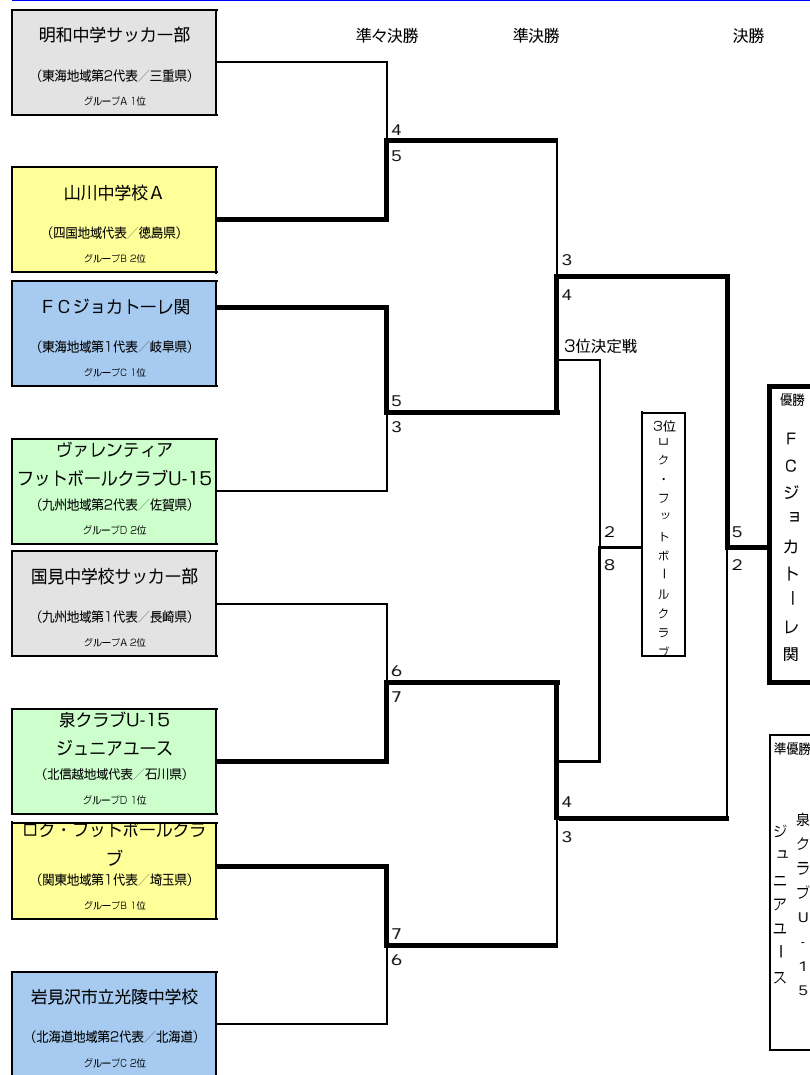 明和中学サッカー部
(東海地域第2代表／三重県)
グループA 1位
準々決勝
準決勝
決勝
4
5
山川中学校A
(四国地域代表／徳島県)
グループB 2位
3
4
FCジョカトーレ関
(東海地域第1代表／岐阜県)
グループC 1位
3位決定戦
5
3
ヴァレンティア
フットボールクラブU-15
(九州地域第2代表／佐賀県)
グループD 2位
3位
ロク・フットボールクラブ
優勝
FCジョカトーレ関
2
8
5
2
国見中学校サッカー部
(九州地域第1代表／長崎県)
グループA 2位
6
7
泉クラブU-15
ジュニアユース
(北信越地域代表／石川県)
グループD 1位
4
3
準優勝
泉クラブU-15
ジュニアユース
ロク・フットボールクラ
ブ
(関東地域第1代表／埼玉県)
グループB 1位
7
6
岩見沢市立光陵中学校
(北海道地域第2代表／北海道)
グループC 2位